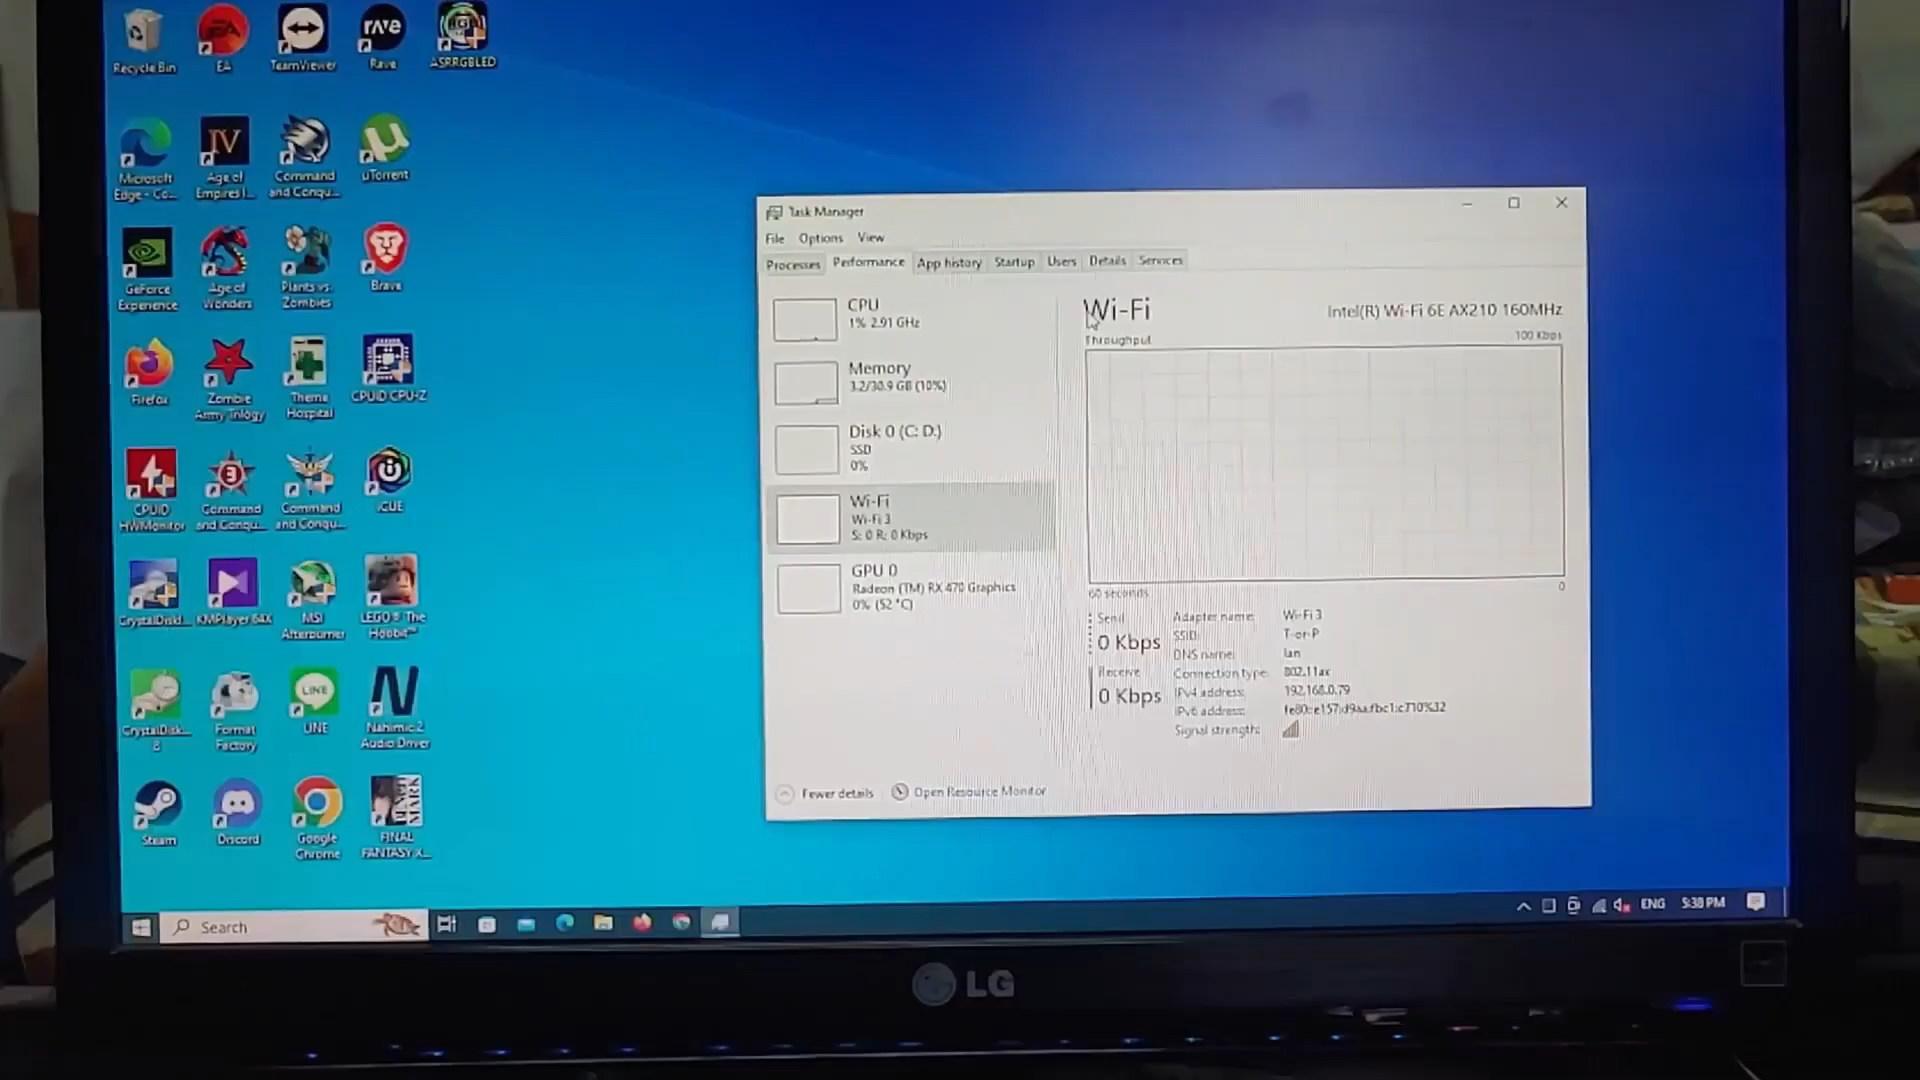 Recycle Bin
EA
TeamViewer
rave
Rave
ASRRGBLED
Microsoft
Edge - Co...
IV
Age of
Empires I...
Command
and Conqu...
µTorrent
GeForce
Experience
Age of
Wonders
Plants vs.
Zombies
Brave
Firefox
Zombie
Army Trilogy
Theme
Hospital
CPUID CPU-Z
CPUID
HWMonitor
3
Command
and Conqu...
Command
and Conqu...
iCUE
CrystalDiskI...
KMPlayer 64X
MSI
Afterburner
LEGO® The
Hobbit™
CrystalDisk...
8
Format
Factory
LINE
LINE
Nahimic 2
Audio Driver
Steam
Discord
Google
Chrome
FINAL
FANTASY X...
Task Manager
File Options View
Processes Performance App history Startup Users Details Services
CPU
1% 2.91 GHz
Memory
3.2/30.9 GB (10%)
Disk 0 (C: D:)
SSD
0%
Wi-Fi
Wi-Fi 3
S: 0 R: 0 Kbps
GPU 0
Radeon (TM) RX 470 Graphics
0% (52 °C)
Wi-Fi
Intel(R) Wi-Fi 6E AX210 160MHz
Throughput
100 Kbps
60 seconds
0
Send
0 Kbps
Receive
0 Kbps
Adapter name: Wi-Fi 3
SSID: T-or-P
DNS name: lan
Connection type: 802.11ax
IPv4 address: 192.168.0.79
IPv6 address:
Signal strength:
Fewer details
Open Resource Monitor
Search
ENG
5:38 PM
LG